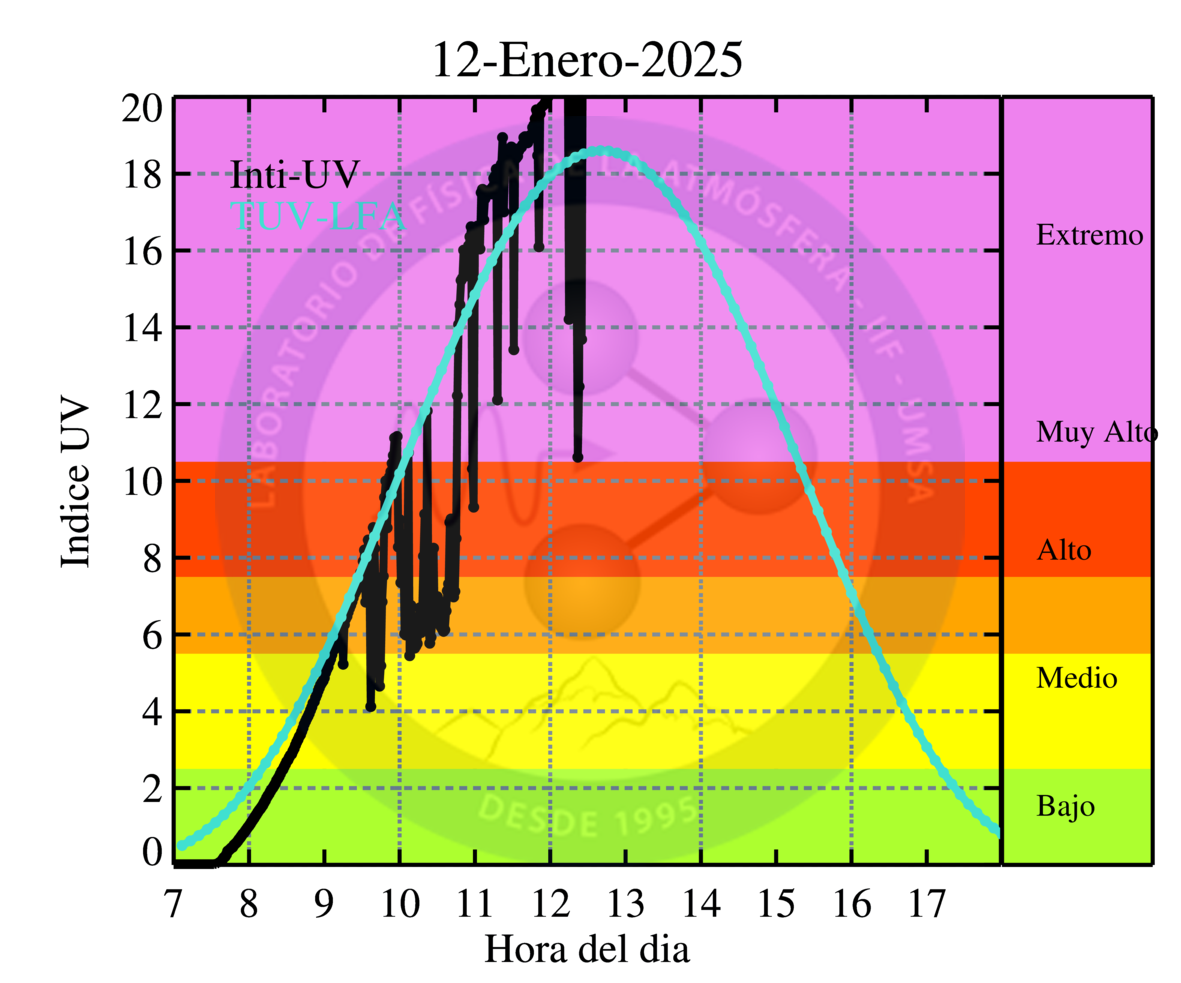 12-Enero-2025
Inti-UV
TUV-LFA
Indice UV
20
18
16
14
12
10
8
6
4
2
0
7 8 9 10 11 12 13 14 15 16 17
Hora del dia
Extremo
Muy Alto
Alto
Medio
Bajo
LABORATORIO DE FÍSICA DE LA ATMÓSFERA - IIF - UMSA
DESDE 1995